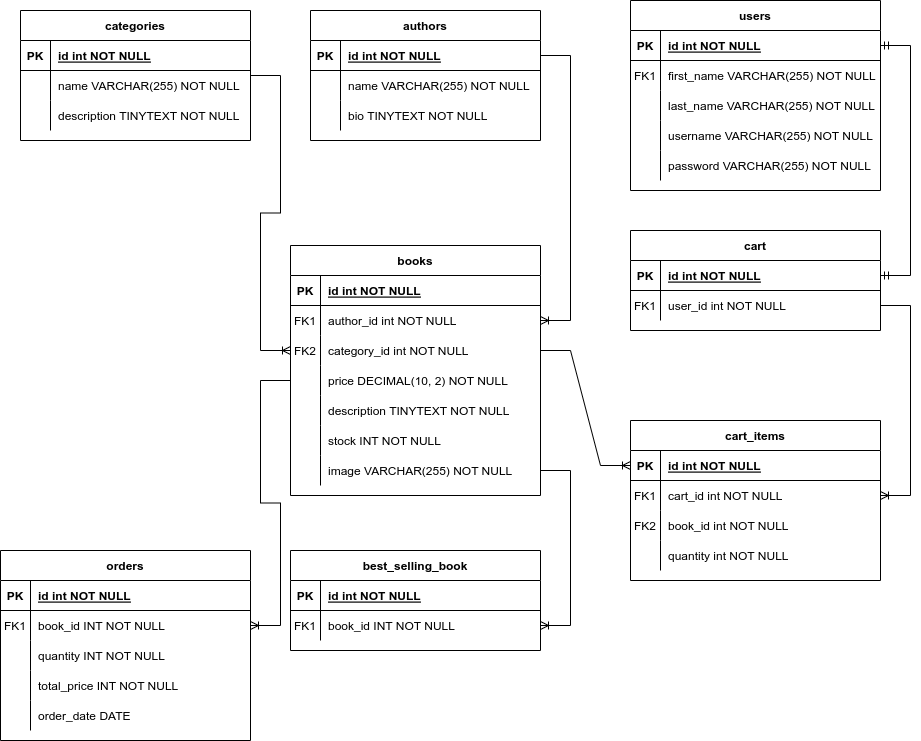 categories
PK id int NOT NULL
name VARCHAR(255) NOT NULL
description TINYTEXT NOT NULL
authors
PK id int NOT NULL
name VARCHAR(255) NOT NULL
bio TINYTEXT NOT NULL
users
PK id int NOT NULL
FK1 first_name VARCHAR(255) NOT NULL
last_name VARCHAR(255) NOT NULL
username VARCHAR(255) NOT NULL
password VARCHAR(255) NOT NULL
cart
PK id int NOT NULL
FK1 user_id int NOT NULL
books
PK id int NOT NULL
FK1 author_id int NOT NULL
FK2 category_id int NOT NULL
price DECIMAL(10, 2) NOT NULL
description TINYTEXT NOT NULL
stock INT NOT NULL
image VARCHAR(255) NOT NULL
cart_items
PK id int NOT NULL
FK1 cart_id int NOT NULL
FK2 book_id int NOT NULL
quantity int NOT NULL
orders
PK id int NOT NULL
FK1 book_id INT NOT NULL
quantity INT NOT NULL
total_price INT NOT NULL
order_date DATE
best_selling_book
PK id int NOT NULL
FK1 book_id INT NOT NULL